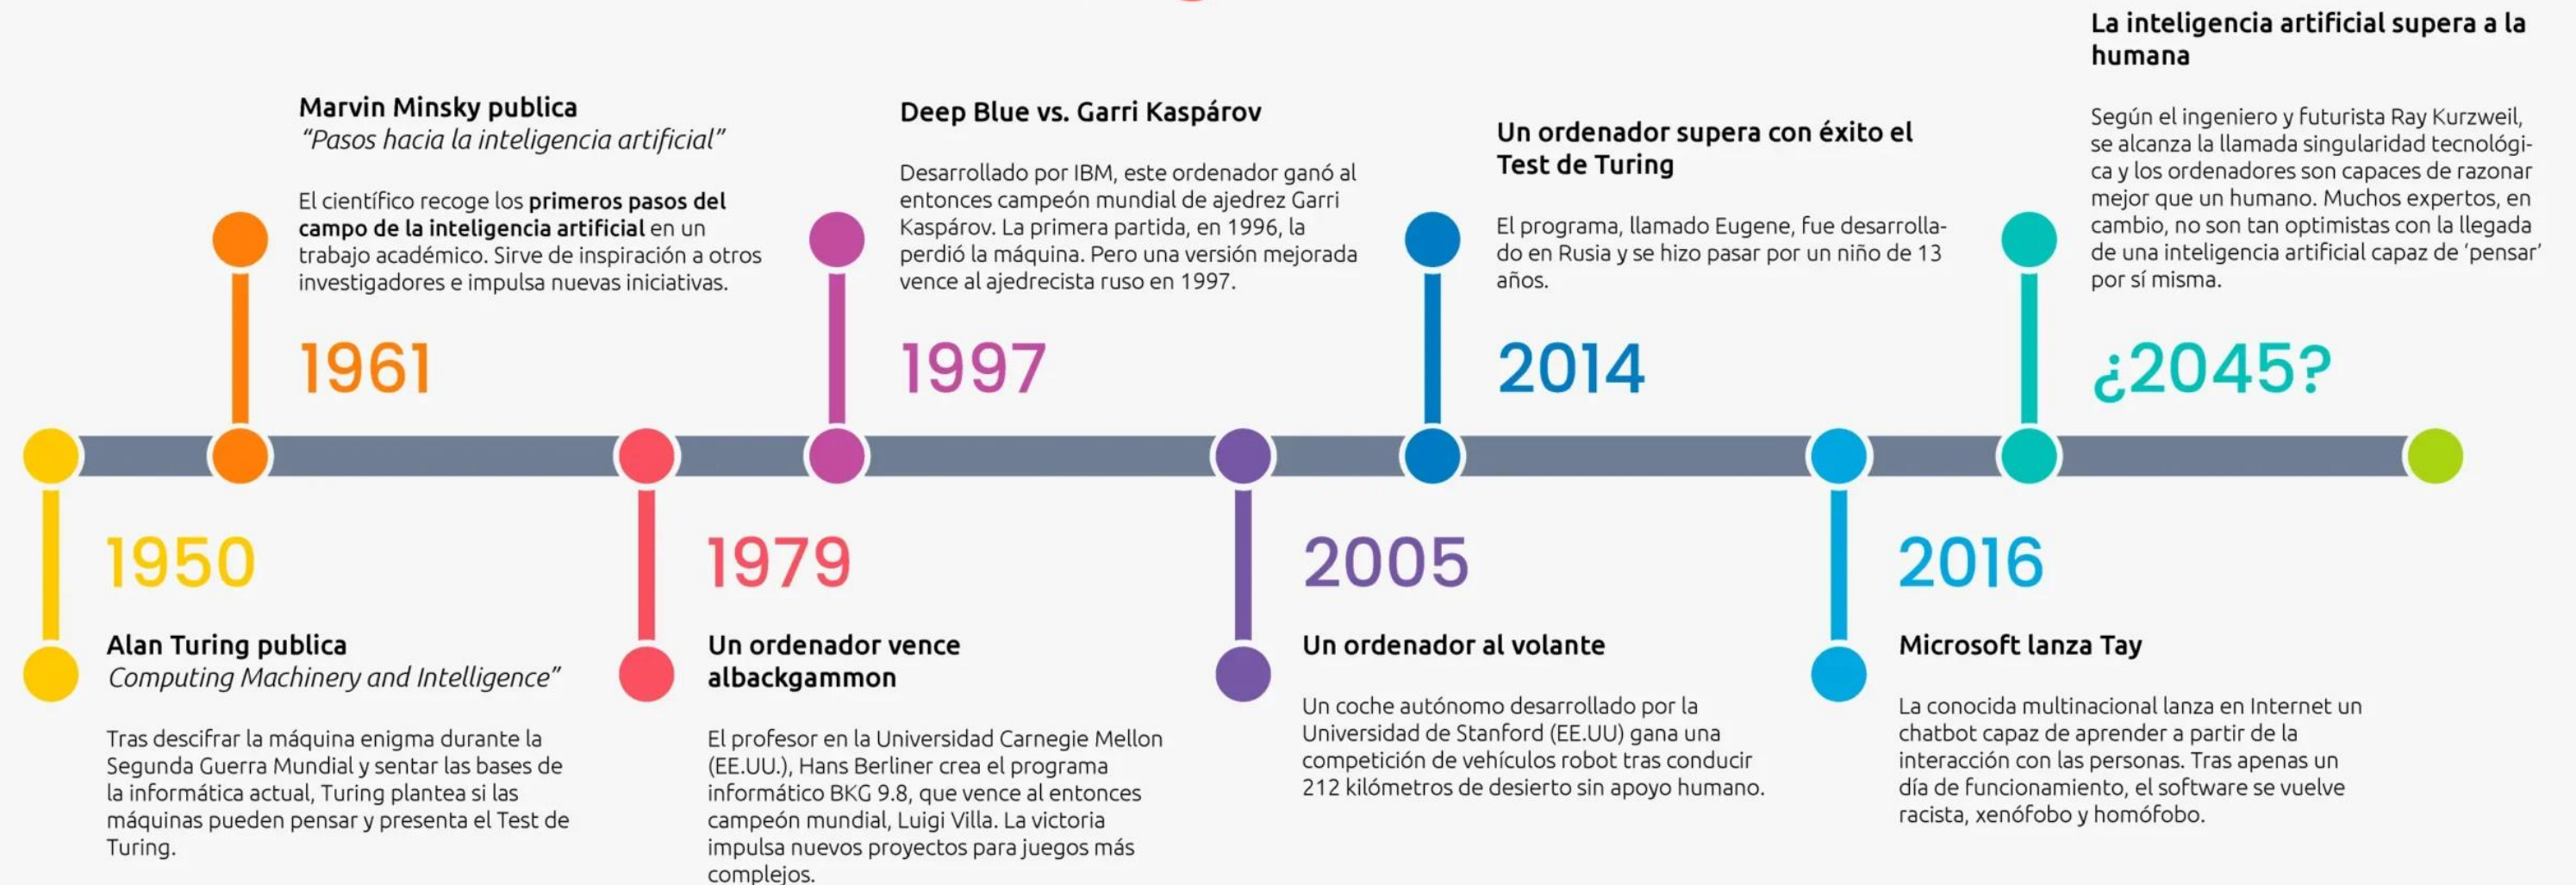 La inteligencia artificial supera a la
humana
Según el ingeniero y futurista Ray Kurzweil,
se alcanza la llamada singularidad tecnológi-
ca y los ordenadores son capaces de razonar
mejor que un humano. Muchos expertos, en
cambio, no son tan optimistas con la llegada
de una inteligencia artificial capaz de ‘pensar’
por sí misma.
¿2045?
Marvin Minsky publica
“Pasos hacia la inteligencia artificial”
El científico recoge los primeros pasos del
campo de la inteligencia artificial en un
trabajo académico. Sirve de inspiración a otros
investigadores e impulsa nuevas iniciativas.
1961
Deep Blue vs. Garri Kaspárov
Desarrollado por IBM, este ordenador ganó al
entonces campeón mundial de ajedrez Garri
Kaspárov. La primera partida, en 1996, la
perdió la máquina. Pero una versión mejorada
vence al ajedrecista ruso en 1997.
1997
Un ordenador supera con éxito el
Test de Turing
El programa, llamado Eugene, fue desarrolla-
do en Rusia y se hizo pasar por un niño de 13
años.
2014
1950
Alan Turing publica
Computing Machinery and Intelligence”
Tras descifrar la máquina enigma durante la
Segunda Guerra Mundial y sentar las bases de
la informática actual, Turing plantea si las
máquinas pueden pensar y presenta el Test de
Turing.
1979
Un ordenador vence
albackgammon
El profesor en la Universidad Carnegie Mellon
(EE.UU.), Hans Berliner crea el programa
informático BKG 9.8, que vence al entonces
campeón mundial, Luigi Villa. La victoria
impulsa nuevos proyectos para juegos más
complejos.
2005
Un ordenador al volante
Un coche autónomo desarrollado por la
Universidad de Stanford (EE.UU) gana una
competición de vehículos robot tras conducir
212 kilómetros de desierto sin apoyo humano.
2016
Microsoft lanza Tay
La conocida multinacional lanza en Internet un
chatbot capaz de aprender a partir de la
interacción con las personas. Tras apenas un
día de funcionamiento, el software se vuelve
racista, xenófobo y homófobo.